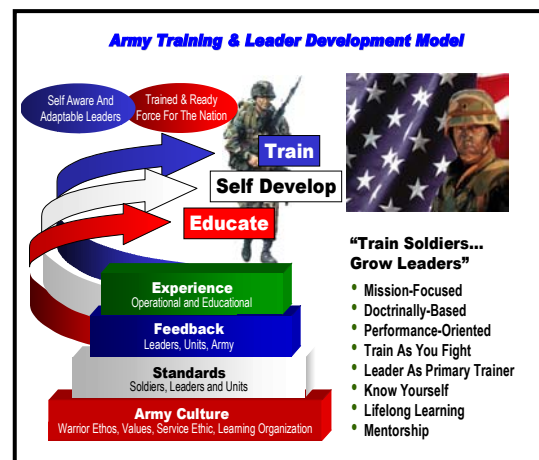 Army Training & Leader Development Model
Self Aware And
Adaptable Leaders
Trained & Ready
Force For The Nation
Train
Self Develop
Educate
Experience
Operational and Educational
Feedback
Leaders, Units, Army
Standards
Soldiers, Leaders and Units
Army Culture
Warrior Ethos, Values, Service Ethic, Learning Organization
“Train Soldiers…
Grow Leaders”
• Mission-Focused
• Doctrinally-Based
• Performance-Oriented
• Train As You Fight
• Leader As Primary Trainer
• Know Yourself
• Lifelong Learning
• Mentorship